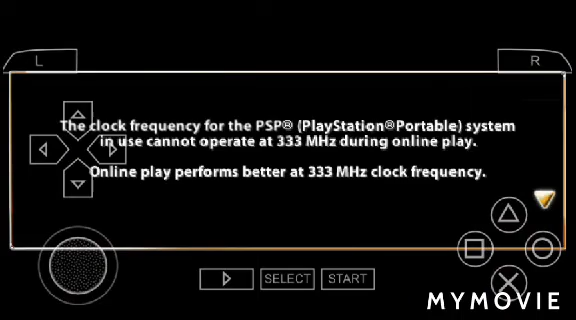 L
R
The clock frequency for the PSP® (PlayStation®Portable) system
in use cannot operate at 333 MHz during online play.
Online play performs better at 333 MHz clock frequency.
SELECT
START
MYMOVIE